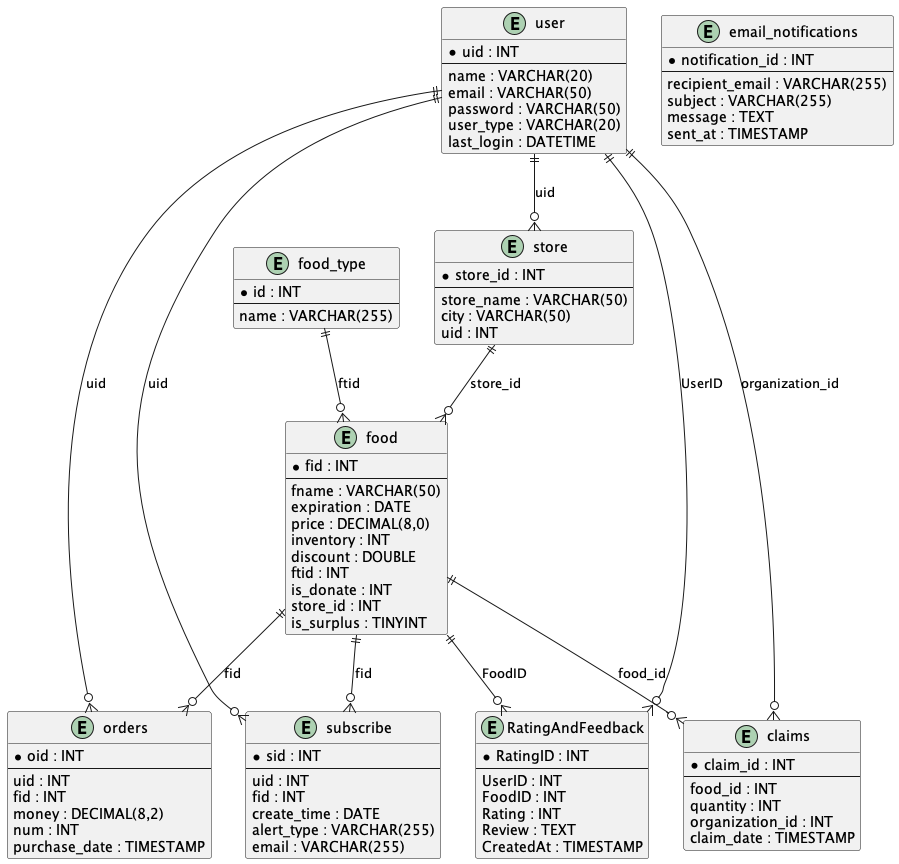 E user
* uid : INT
name : VARCHAR(20)
email : VARCHAR(50)
password : VARCHAR(50)
user_type : VARCHAR(20)
last_login : DATETIME
E email_notifications
* notification_id : INT
recipient_email : VARCHAR(255)
subject : VARCHAR(255)
message : TEXT
sent_at : TIMESTAMP
uid
E food_type
* id : INT
name : VARCHAR(255)
E store
* store_id : INT
store_name : VARCHAR(50)
city : VARCHAR(50)
uid : INT
uid
uid
ftid
store_id
UserID
organization_id
E food
* fid : INT
fname : VARCHAR(50)
expiration : DATE
price : DECIMAL(8,0)
inventory : INT
discount : DOUBLE
ftid : INT
is_donate : INT
store_id : INT
is_surplus : TINYINT
fid
fid
FoodID
food_id
E orders
* oid : INT
uid : INT
fid : INT
money : DECIMAL(8,2)
num : INT
purchase_date : TIMESTAMP
E subscribe
* sid : INT
uid : INT
fid : INT
create_time : DATE
alert_type : VARCHAR(255)
email : VARCHAR(255)
E RatingAndFeedback
* RatingID : INT
UserID : INT
FoodID : INT
Rating : INT
Review : TEXT
CreatedAt : TIMESTAMP
E claims
* claim_id : INT
food_id : INT
quantity : INT
organization_id : INT
claim_date : TIMESTAMP